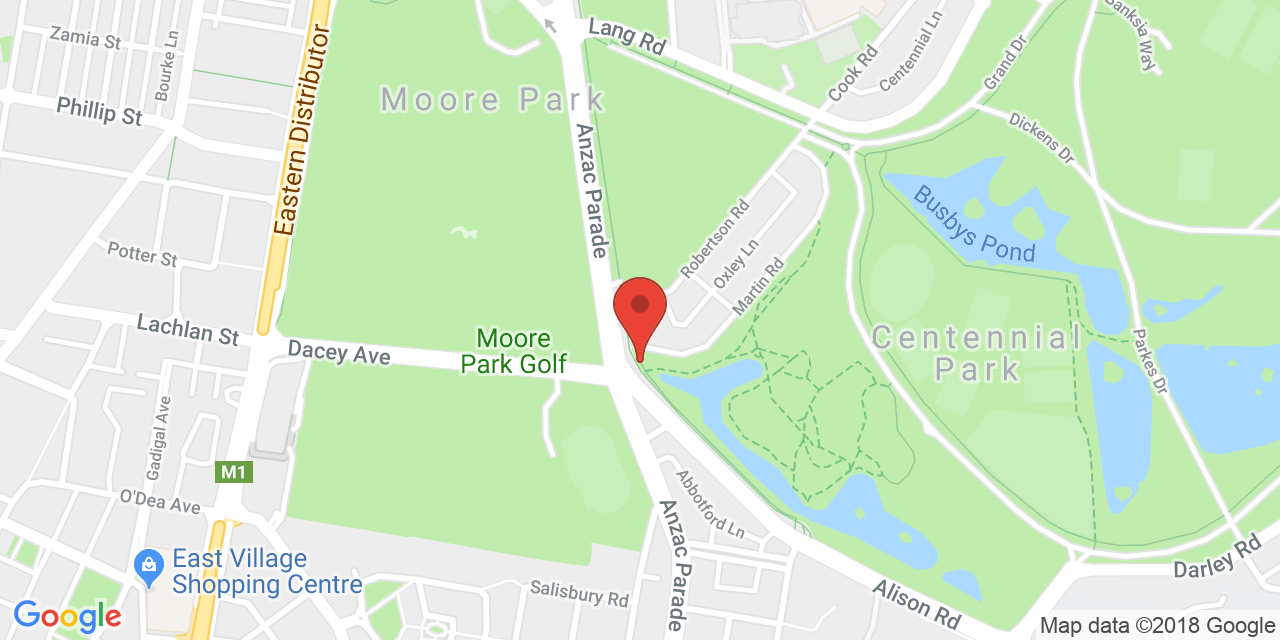 Zamia St
Bourke Ln
Phillip St
Eastern Distributor
Moore Park
Lang Rd
Anzac Parade
Cook Rd
Centennial Ln
Grand Dr
Banksia Way
Dickens Dr
Busbys Pond
Potter St
Robertson Rd
Oxley Ln
Martin Rd
Lachlan St
Dacey Ave
Moore
Park Golf
Centennial
Park
Parkes Dr
Gadigal Ave
M1
O'Dea Ave
Abbotford Ln
Anzac Parade
East Village
Shopping Centre
Salisbury Rd
Alison Rd
Darley Rd
Google
Map data ©2018 Google